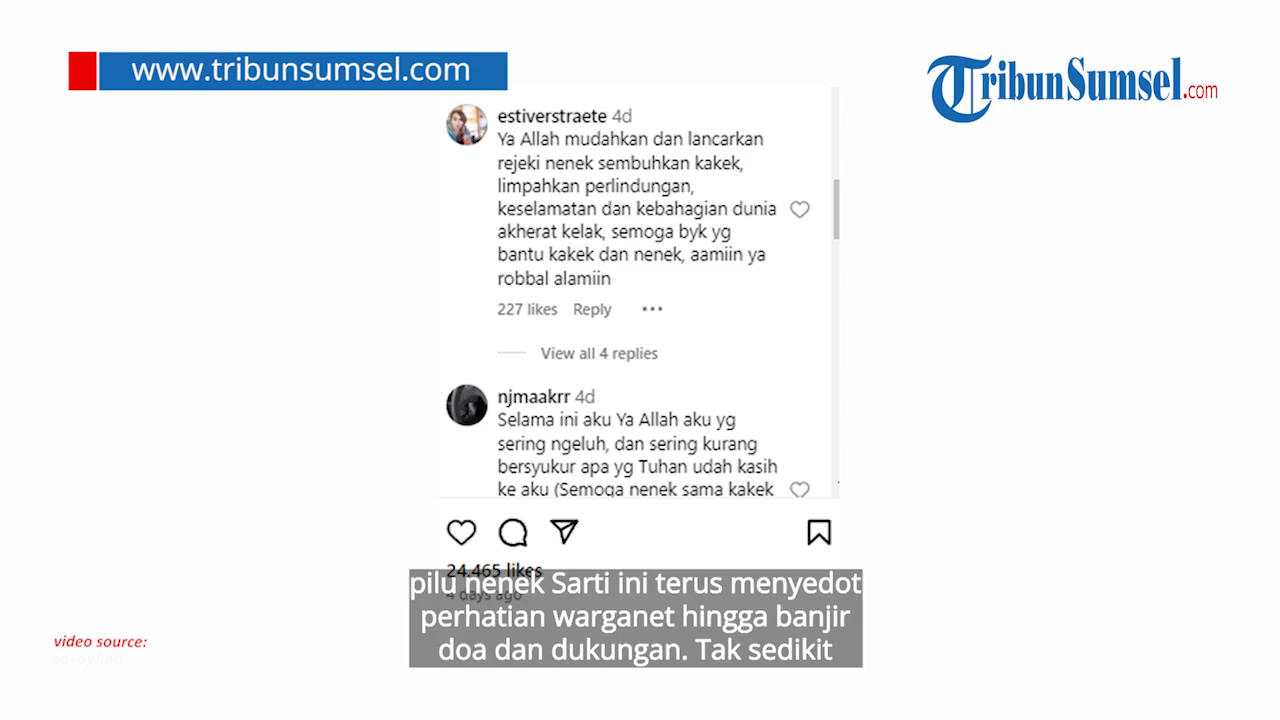 www.tribunsumsel.com
TribunSumsel.com
estiverstraete 4d
Ya Allah mudahkan dan lancarkan
rejeki nenek sembuhkan kakek,
limpahkan perlindungan,
keselamatan dan kebahagian dunia
akherat kelak, semoga byk yg
bantu kakek dan nenek, aamiin ya
robbal alamiin
227 likes Reply ...
View all 4 replies
njmaakrr 4d
Selama ini aku Ya Allah aku yg
sering ngeluh, dan sering kurang
bersyukur apa yg Tuhan udah kasih
ke aku (Semoga nenek sama kakek
24.465 likes
4 days ago
pilu nenek Sarti ini terus menyedot
perhatian warganet hingga banjir
doa dan dukungan. Tak sedikit
video source: